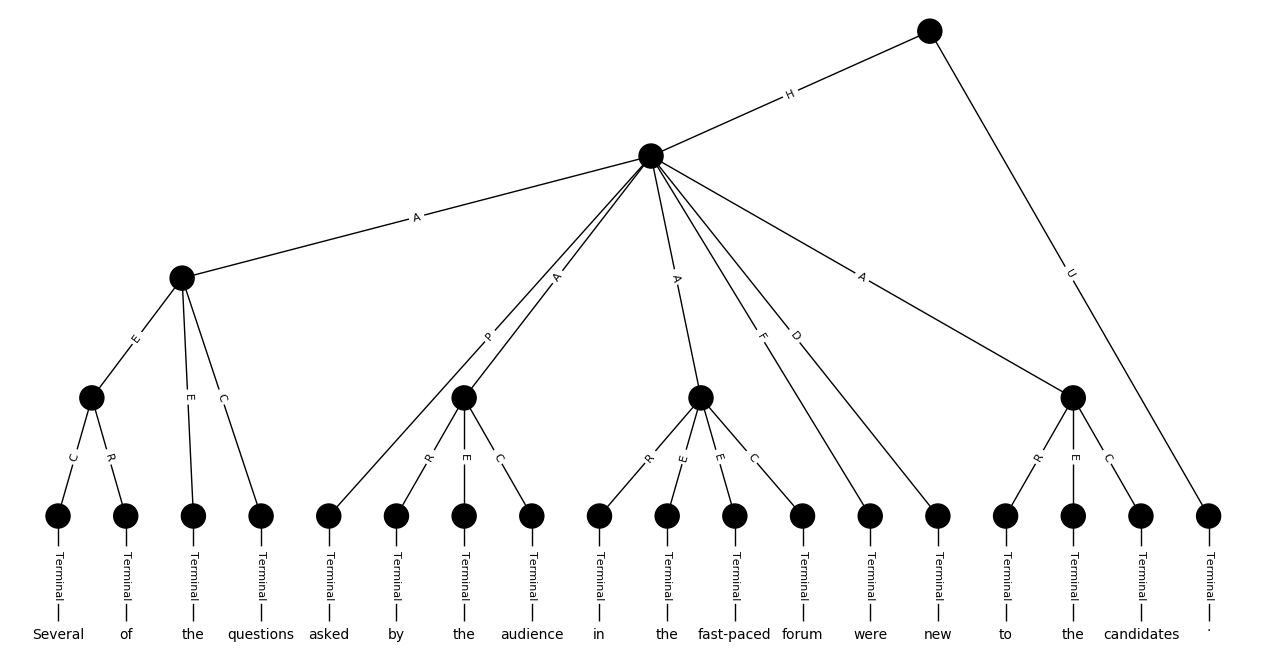 H
A
A
A
A
U
E
P
F
D
E
C
C
R
R
E
C
R
E
E
C
R
E
C
Terminal Terminal Terminal Terminal Terminal Terminal Terminal Terminal Terminal Terminal Terminal Terminal Terminal Terminal Terminal Terminal Terminal Terminal
Several of the questions asked by the audience in the fast-paced forum were new to the candidates .